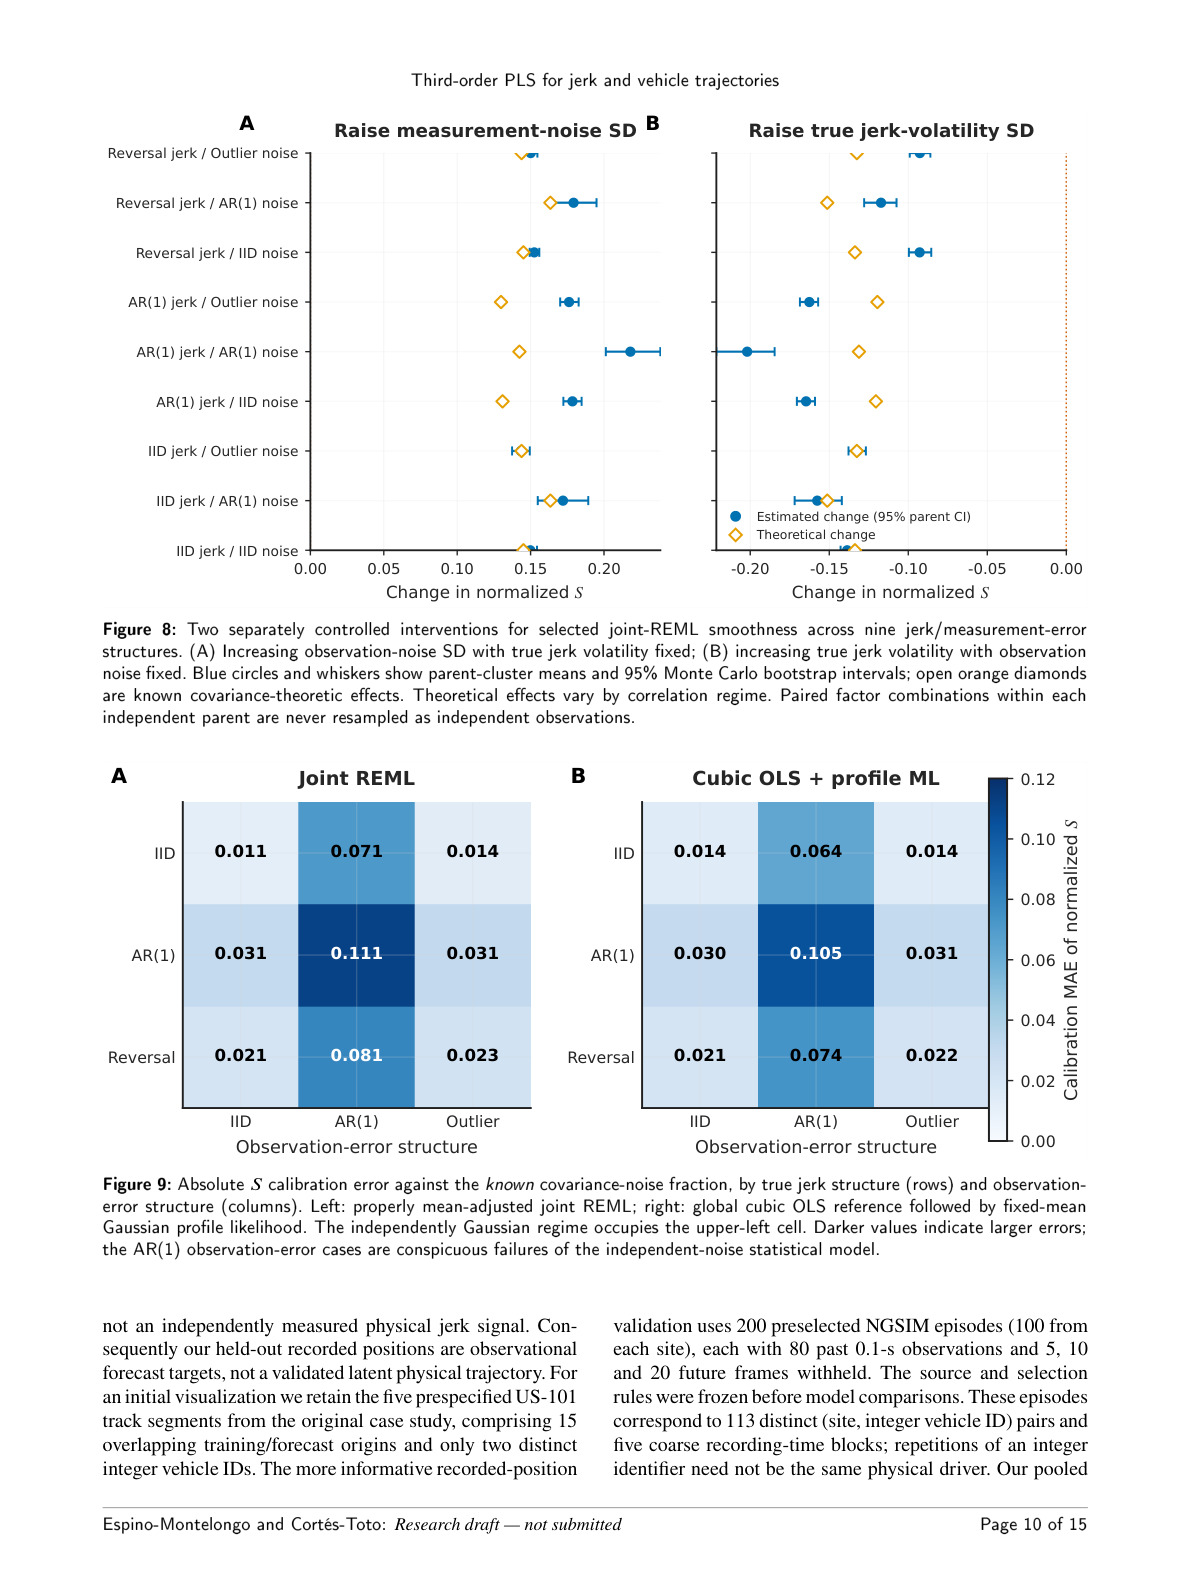 Third-order PLS for jerk and vehicle trajectories
A
Raise measurement-noise SD
B
Raise true jerk-volatility SD
Reversal jerk / Outlier noise
Reversal jerk / AR(1) noise
Reversal jerk / IID noise
AR(1) jerk / Outlier noise
AR(1) jerk / AR(1) noise
AR(1) jerk / IID noise
IID jerk / Outlier noise
IID jerk / AR(1) noise
IID jerk / IID noise
Estimated change (95% parent CI)
Theoretical change
0.00 0.05 0.10 0.15 0.20
-0.20 -0.15 -0.10 -0.05 0.00
Change in normalized S
Change in normalized S
Figure 8: Two separately controlled interventions for selected joint-REML smoothness across nine jerk/measurement-error
structures. (A) Increasing observation-noise SD with true jerk volatility fixed; (B) increasing true jerk volatility with observation
noise fixed. Blue circles and whiskers show parent-cluster means and 95% Monte Carlo bootstrap intervals; open orange diamonds
are known covariance-theoretic effects. Theoretical effects vary by correlation regime. Paired factor combinations within each
independent parent are never resampled as independent observations.
A
Joint REML
IID 0.011 0.071 0.014
AR(1) 0.031 0.111 0.031
Reversal 0.021 0.081 0.023
IID AR(1) Outlier
Observation-error structure
B
Cubic OLS + profile ML
IID 0.014 0.064 0.014
AR(1) 0.030 0.105 0.031
Reversal 0.021 0.074 0.022
IID AR(1) Outlier
Observation-error structure
0.12
0.10
0.08
0.06
0.04
0.02
0.00
Calibration MAE of normalized S
Figure 9: Absolute S calibration error against the known covariance-noise fraction, by true jerk structure (rows) and observation-
error structure (columns). Left: properly mean-adjusted joint REML; right: global cubic OLS reference followed by fixed-mean
Gaussian profile likelihood. The independently Gaussian regime occupies the upper-left cell. Darker values indicate larger errors;
the AR(1) observation-error cases are conspicuous failures of the independent-noise statistical model.
not an independently measured physical jerk signal. Con-
sequently our held-out recorded positions are observational
forecast targets, not a validated latent physical trajectory. For
an initial visualization we retain the five prespecified US-101
track segments from the original case study, comprising 15
overlapping training/forecast origins and only two distinct
integer vehicle IDs. The more informative recorded-position
validation uses 200 preselected NGSIM episodes (100 from
each site), each with 80 past 0.1-s observations and 5, 10
and 20 future frames withheld. The source and selection
rules were frozen before model comparisons. These episodes
correspond to 113 distinct (site, integer vehicle ID) pairs and
five coarse recording-time blocks; repetitions of an integer
identifier need not be the same physical driver. Our pooled
Espino-Montelongo and Cortés-Toto: Research draft — not submitted
Page 10 of 15